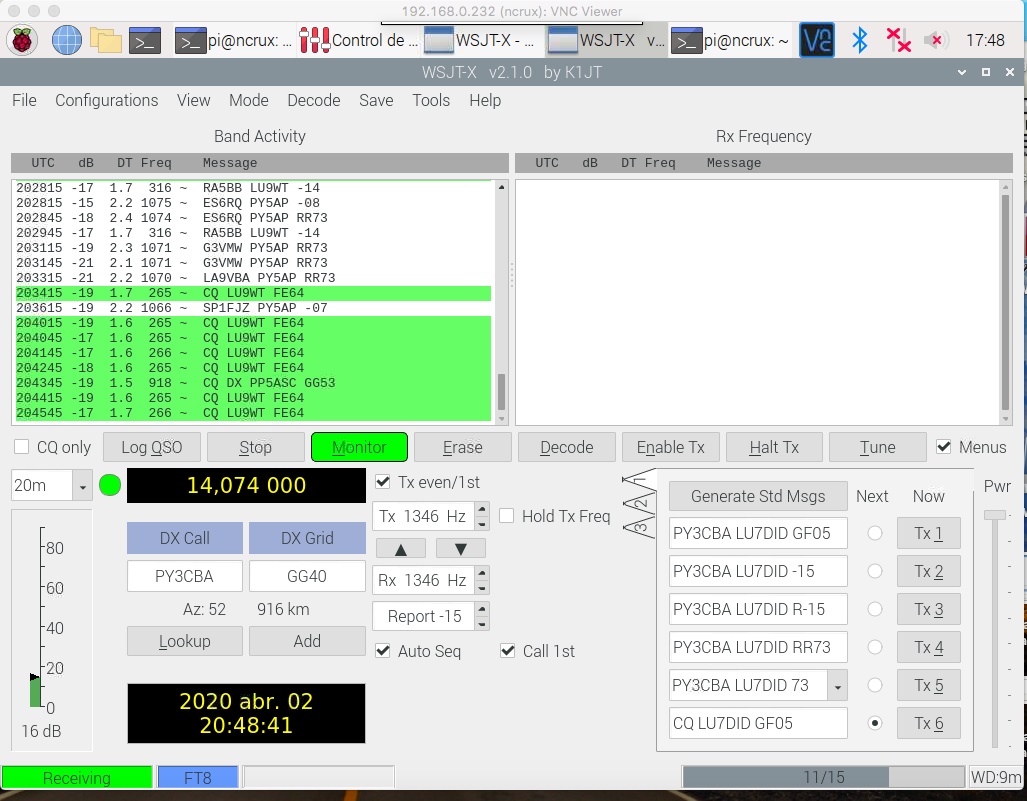 192.168.0.232 (ncrux): VNC Viewer
pi@ncrux: ... Control de ... WSJT-X - ... WSJT-X v... pi@ncrux: ~ 17:48
WSJT-X v2.1.0 by K1JT
File Configurations View Mode Decode Save Tools Help
Band Activity Rx Frequency
UTC dB DT Freq Message UTC dB DT Freq Message
202815 -17 1.7 316 ~ RA5BB LU9WT -14
202815 -15 2.2 1075 ~ ES6RQ PY5AP -08
202845 -18 2.4 1074 ~ ES6RQ PY5AP RR73
202945 -17 1.7 316 ~ RA5BB LU9WT -14
203115 -19 2.3 1071 ~ G3VMW PY5AP RR73
203145 -21 2.1 1071 ~ G3VMW PY5AP RR73
203315 -21 2.2 1070 ~ LA9VBA PY5AP RR73
203415 -19 1.7 265 ~ CQ LU9WT FE64
203615 -19 2.2 1066 ~ SP1FJZ PY5AP -07
204015 -19 1.6 265 ~ CQ LU9WT FE64
204045 -17 1.6 265 ~ CQ LU9WT FE64
204145 -17 1.6 266 ~ CQ LU9WT FE64
204245 -18 1.6 265 ~ CQ LU9WT FE64
204345 -19 1.5 918 ~ CQ DX PP5ASC GG53
204415 -19 1.6 265 ~ CQ LU9WT FE64
204545 -17 1.7 266 ~ CQ LU9WT FE64
CQ only Log QSO Stop Monitor Erase Decode Enable Tx Halt Tx Tune Menus
20m 14,074 000 Tx even/1st
Tx 1346 Hz Hold Tx Freq
DX Call DX Grid
PY3CBA GG40 Rx 1346 Hz
Az: 52 916 km Report -15
Lookup Add Auto Seq Call 1st
2020 abr. 02
20:48:41
80
60
40
20
0
16 dB
1
2
3
Generate Std Msgs Next Now Pwr
PY3CBA LU7DID GF05 Tx 1
PY3CBA LU7DID -15 Tx 2
PY3CBA LU7DID R-15 Tx 3
PY3CBA LU7DID RR73 Tx 4
PY3CBA LU7DID 73 Tx 5
CQ LU7DID GF05 Tx 6
Receiving FT8 11/15 WD:9m